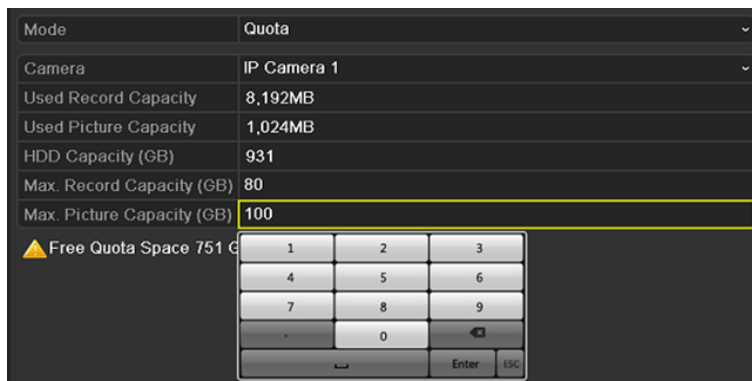 Mode Quota
Camera IP Camera 1
Used Record Capacity 8,192MB
Used Picture Capacity 1,024MB
HDD Capacity (GB) 931
Max. Record Capacity (GB) 80
Max. Picture Capacity (GB) 100
Free Quota Space 751 G
1 2 3
4 5 6
7 8 9
. 0
Enter ESC